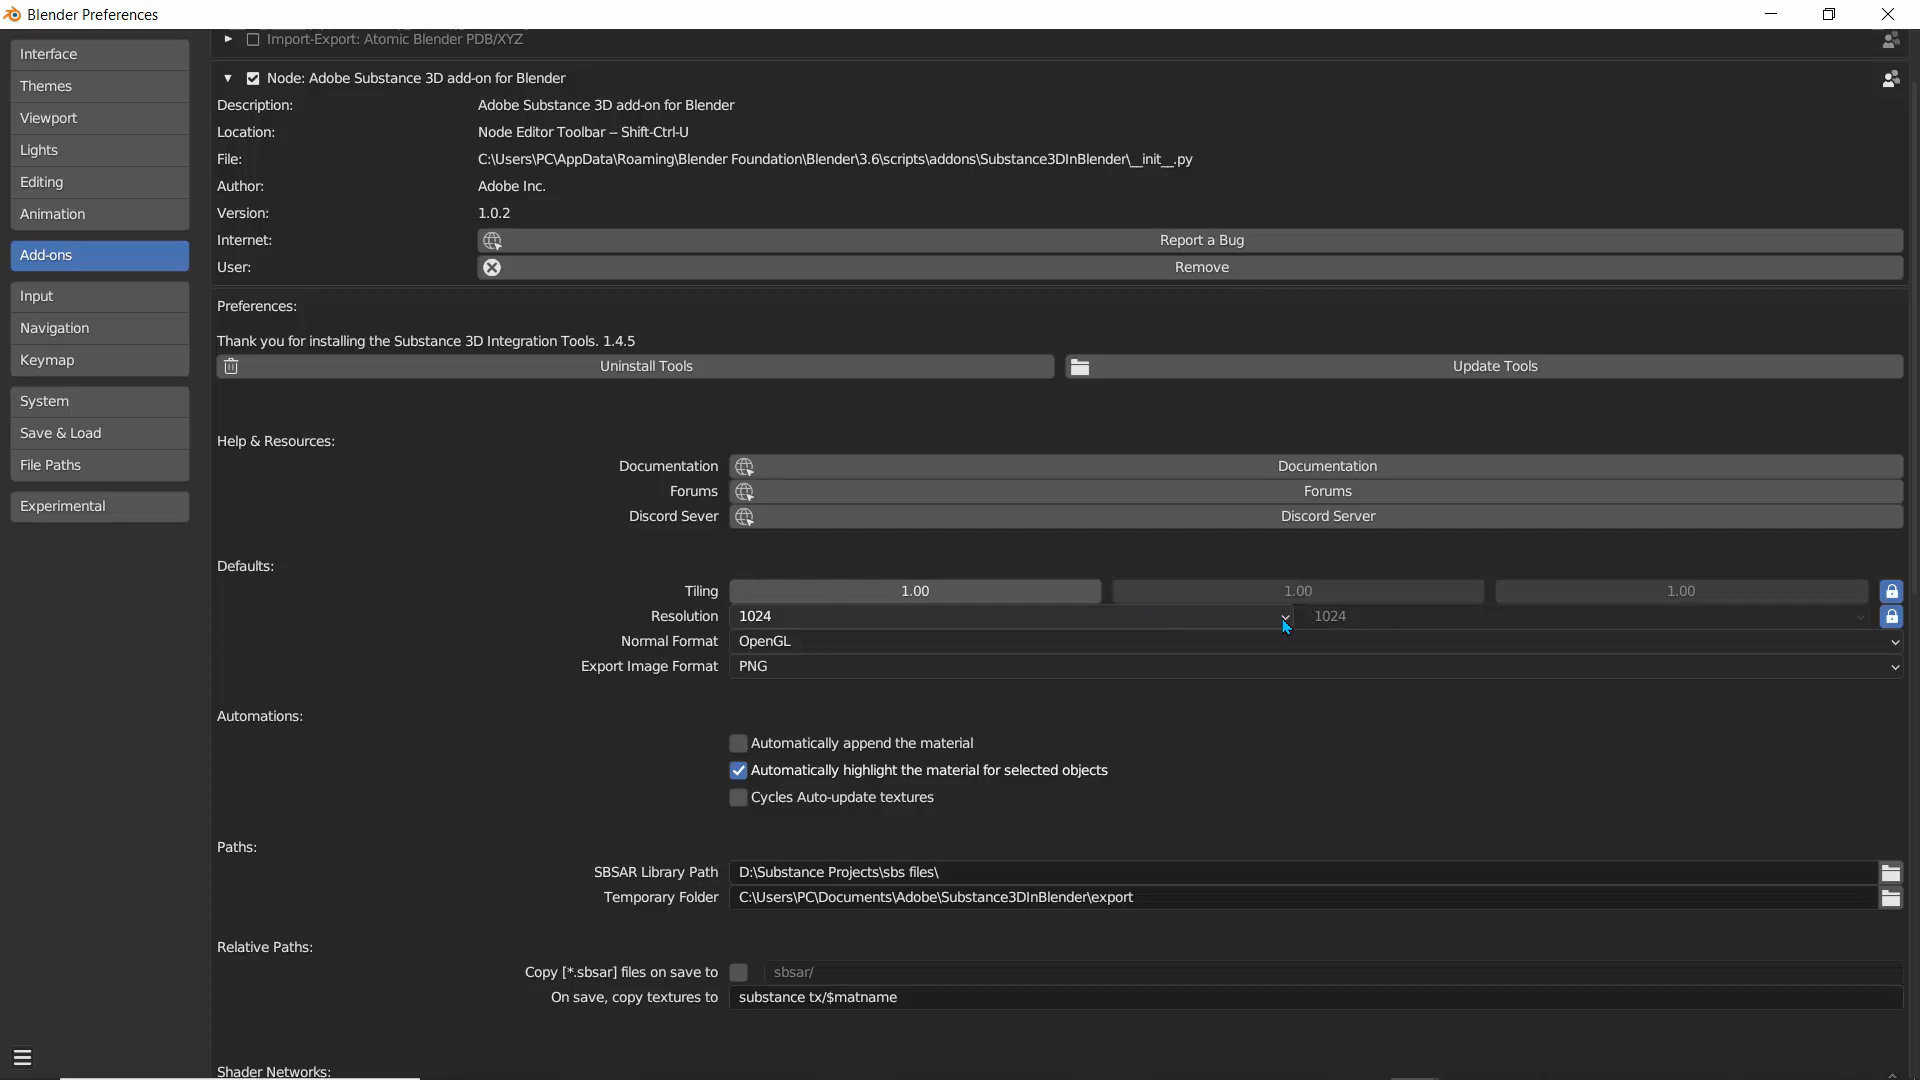 Blender Preferences
Interface
Themes
Viewport
Lights
Editing
Animation
Add-ons
Input
Navigation
Keymap
System
Save & Load
File Paths
Experimental
Import-Export: Atomic Blender PDB/XYZ
Node: Adobe Substance 3D add-on for Blender
Description: Adobe Substance 3D add-on for Blender
Location: Node Editor Toolbar -- Shift-Ctrl-U
File: C:\Users\PC\AppData\Roaming\Blender Foundation\Blender\3.6\scripts\addons\Substance3DInBlender\__init__.py
Author: Adobe Inc.
Version: 1.0.2
Internet: Report a Bug
User: Remove
Preferences:
Thank you for installing the Substance 3D Integration Tools. 1.4.5
Uninstall Tools Update Tools
Help & Resources:
Documentation Documentation
Forums Forums
Discord Sever Discord Server
Defaults:
Tiling 1.00 1.00 1.00
Resolution 1024 1024
Normal Format OpenGL
Export Image Format PNG
Automations:
Automatically append the material
Automatically highlight the material for selected objects
Cycles Auto-update textures
Paths:
SBSAR Library Path D:\Substance Projects\sbs files\
Temporary Folder C:\Users\PC\Documents\Adobe\Substance3DInBlender\export
Relative Paths:
Copy [*.sbsar] files on save to sbsar/
On save, copy textures to substance tx/$matname
Shader Networks: